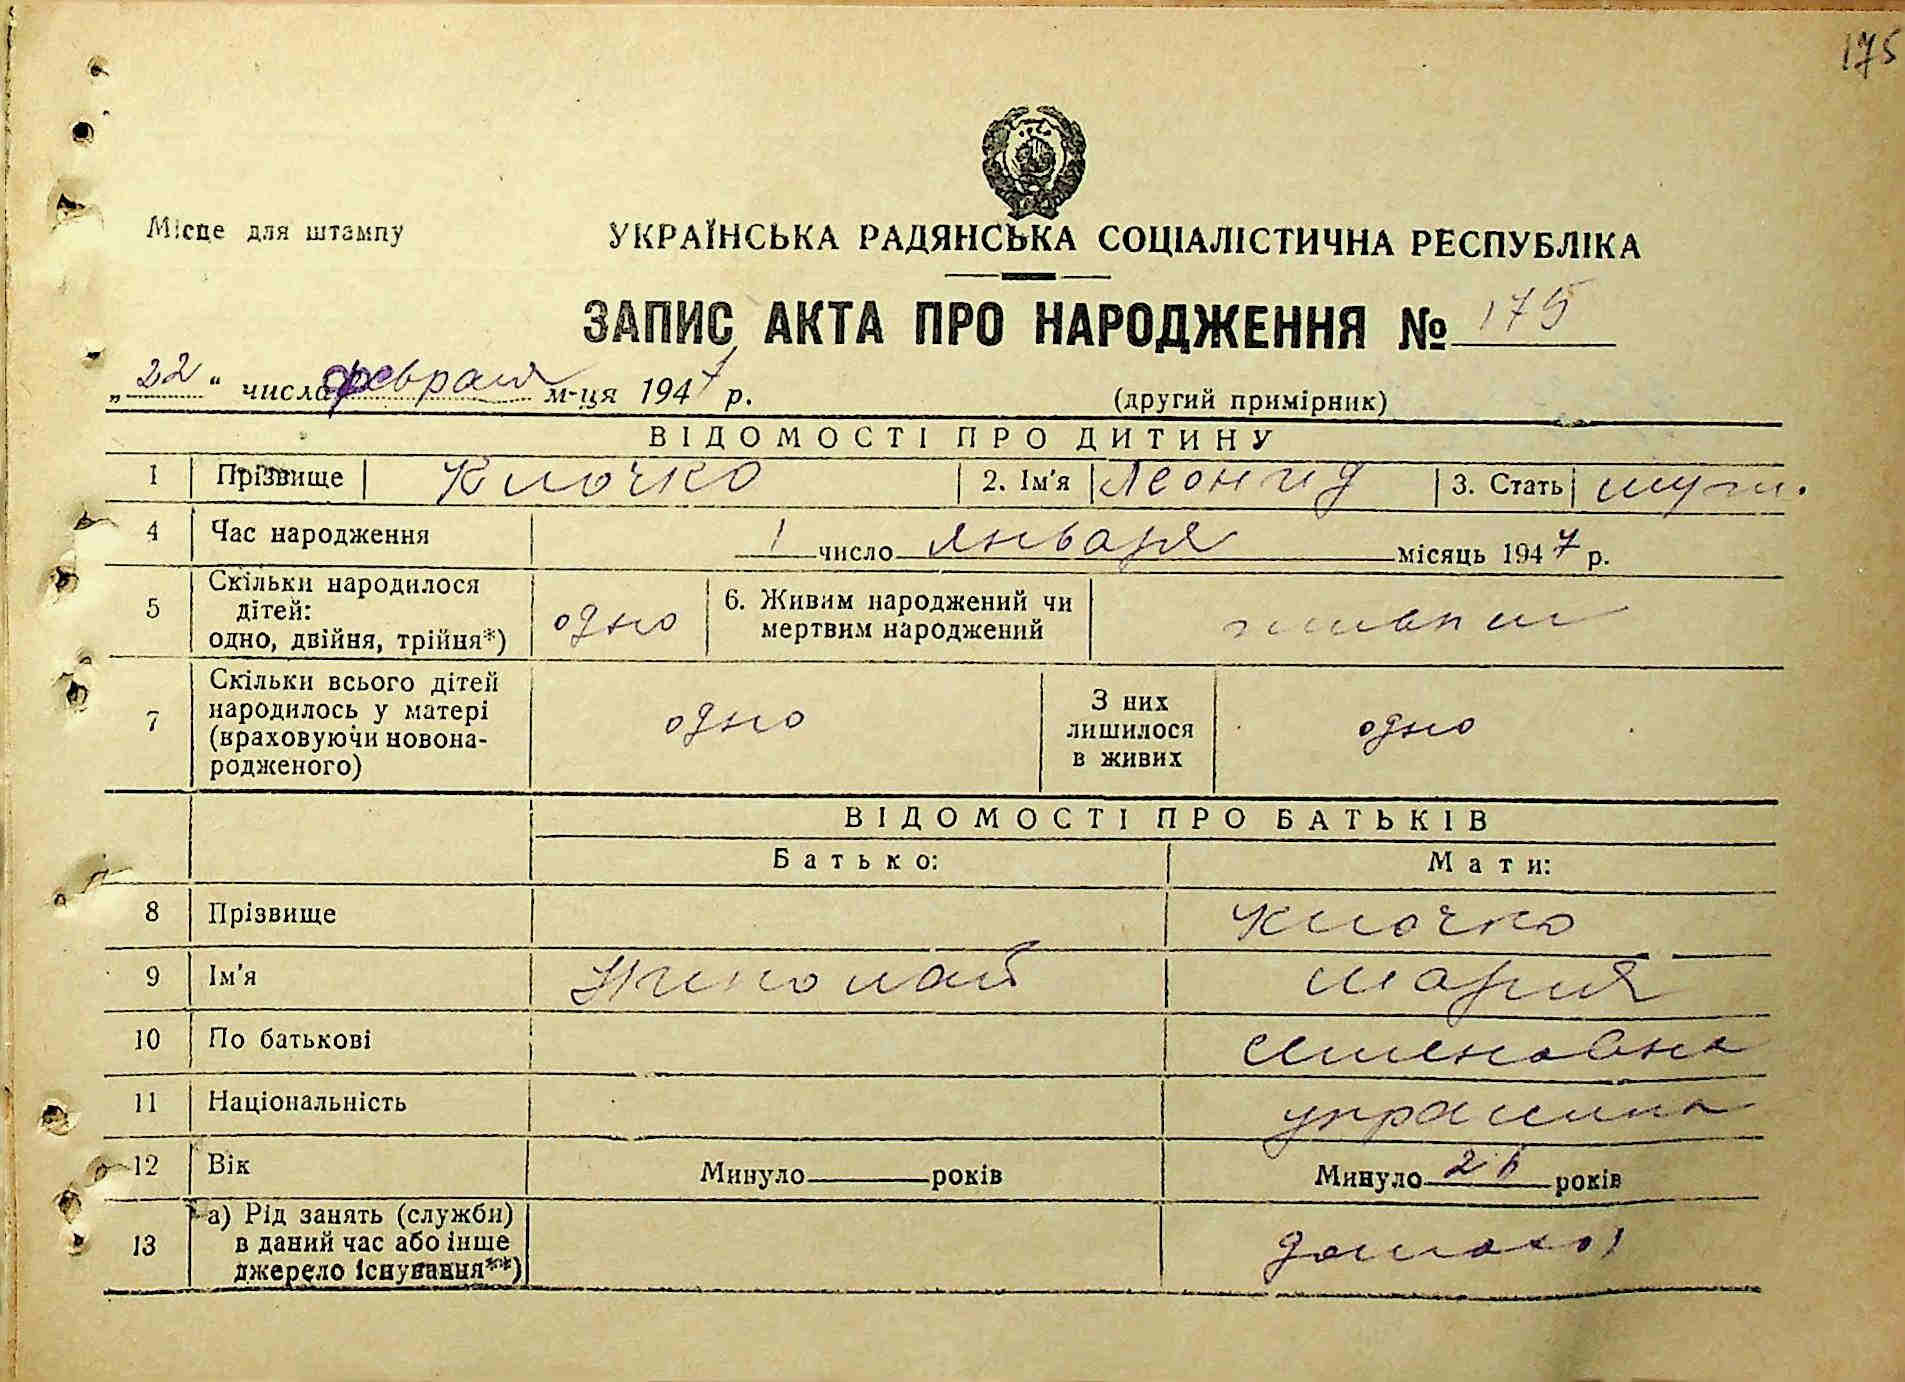 175
Місце для штампу
УКРАЇНСЬКА РАДЯНСЬКА СОЦІАЛІСТИЧНА РЕСПУБЛІКА
ЗАПИС АКТА ПРО НАРОДЖЕННЯ № 175
„22“ числа февраля м-ця 1947 р.
(другий примірник)
ВІДОМОСТІ ПРО ДИТИНУ
1 Прізвище Клочко 2. Ім'я Леонид 3. Стать муж.
4 Час народження 1 число января місяць 1947 р.
5 Скільки народилося
дітей:
одно, двійня, трійня*) одно
6. Живим народжений чи
мертвим народжений живым
7 Скільки всього дітей
народилось у матері
(враховуючи новона-
родженого) одно
З них
лишилося
в живих одно
ВІДОМОСТІ ПРО БАТЬКІВ
Батько: Мати:
8 Прізвище Клочко
9 Ім'я Николай Мария
10 По батькові Семеновна
11 Національність
12 Вік Минуло років Минуло років
13 а) Рід занять (служби)
в даний час або інше
джерело існування**)